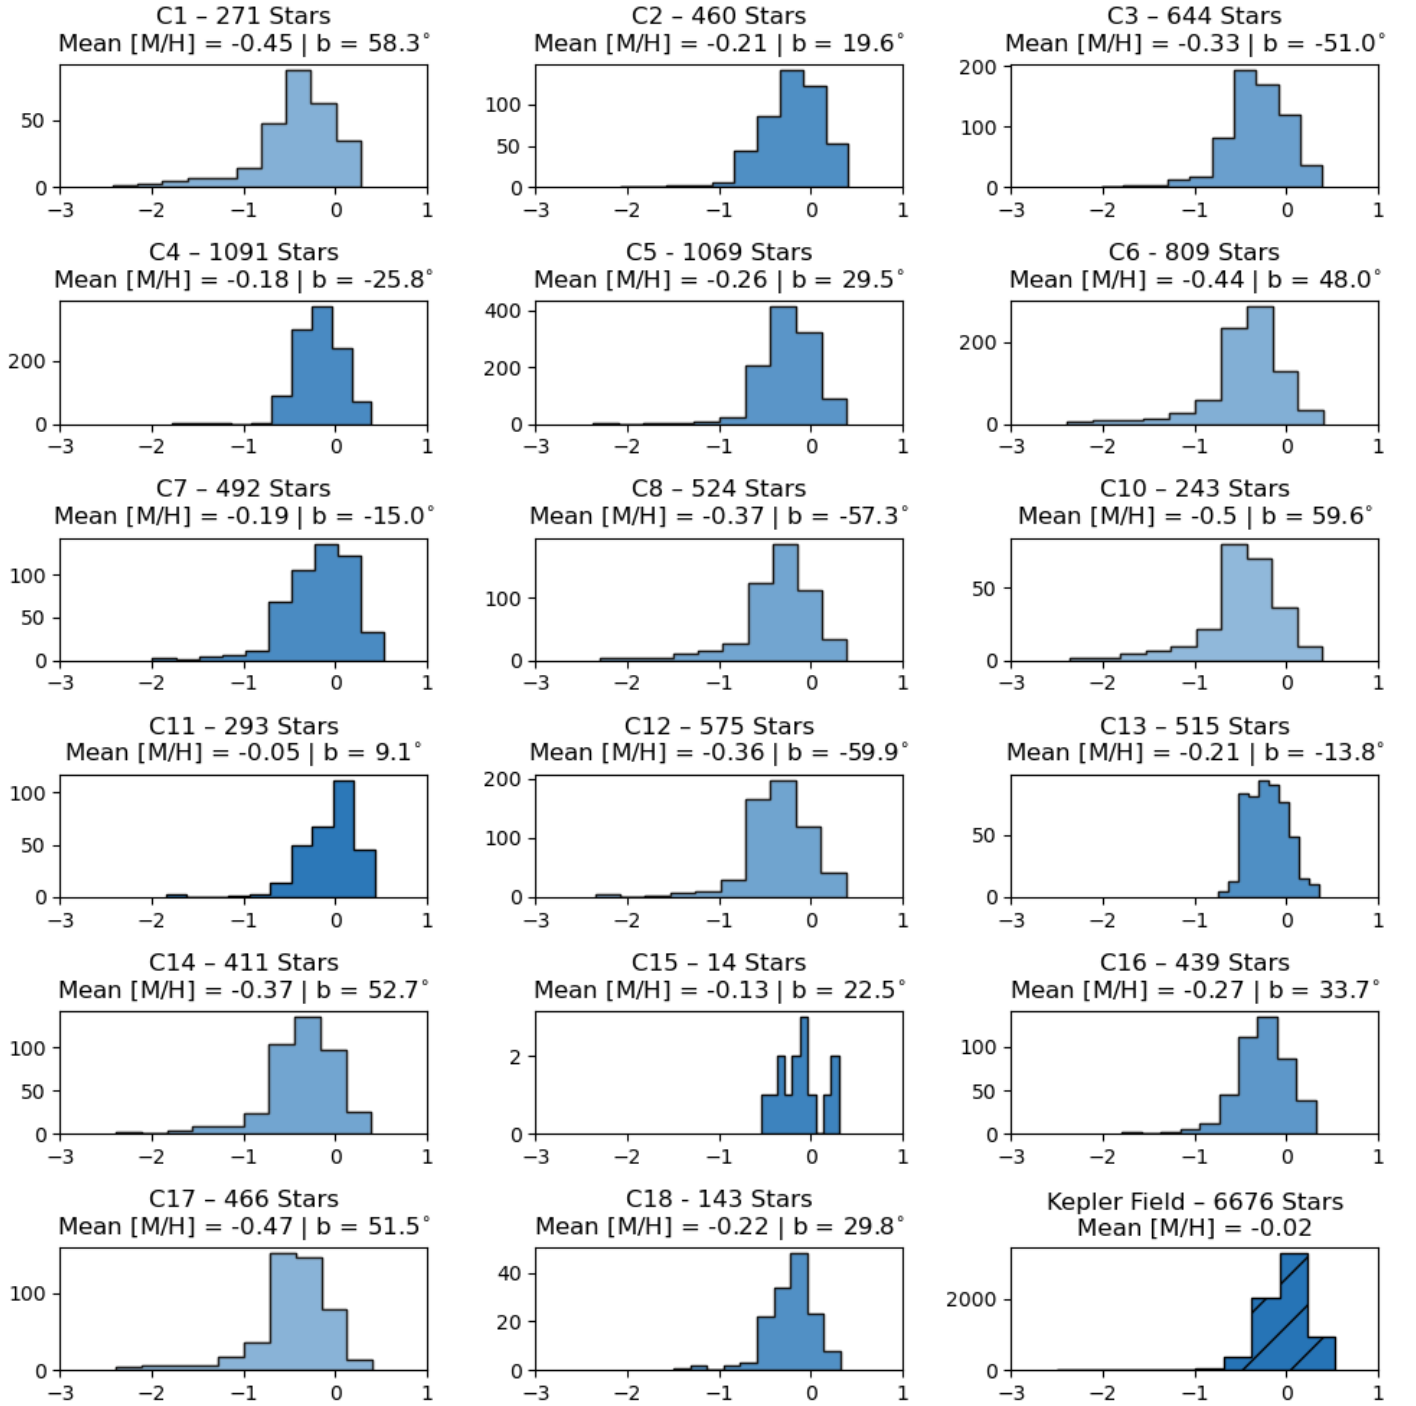 C1 – 271 Stars
Mean [M/H] = -0.45 | b = 58.3°
50
0
−3 −2 −1 0 1
C2 – 460 Stars
Mean [M/H] = -0.21 | b = 19.6°
100
50
0
−3 −2 −1 0 1
C3 – 644 Stars
Mean [M/H] = -0.33 | b = -51.0°
200
100
0
−3 −2 −1 0 1
C4 – 1091 Stars
Mean [M/H] = -0.18 | b = -25.8°
200
0
−3 −2 −1 0 1
C5 - 1069 Stars
Mean [M/H] = -0.26 | b = 29.5°
400
200
0
−3 −2 −1 0 1
C6 - 809 Stars
Mean [M/H] = -0.44 | b = 48.0°
200
0
−3 −2 −1 0 1
C7 – 492 Stars
Mean [M/H] = -0.19 | b = -15.0°
100
50
0
−3 −2 −1 0 1
C8 – 524 Stars
Mean [M/H] = -0.37 | b = -57.3°
100
0
−3 −2 −1 0 1
C10 – 243 Stars
Mean [M/H] = -0.5 | b = 59.6°
50
0
−3 −2 −1 0 1
C11 – 293 Stars
Mean [M/H] = -0.05 | b = 9.1°
100
50
0
−3 −2 −1 0 1
C12 – 575 Stars
Mean [M/H] = -0.36 | b = -59.9°
200
100
0
−3 −2 −1 0 1
C13 – 515 Stars
Mean [M/H] = -0.21 | b = -13.8°
50
0
−3 −2 −1 0 1
C14 – 411 Stars
Mean [M/H] = -0.37 | b = 52.7°
100
50
0
−3 −2 −1 0 1
C15 – 14 Stars
Mean [M/H] = -0.13 | b = 22.5°
2
0
−3 −2 −1 0 1
C16 – 439 Stars
Mean [M/H] = -0.27 | b = 33.7°
100
50
0
−3 −2 −1 0 1
C17 – 466 Stars
Mean [M/H] = -0.47 | b = 51.5°
100
0
−3 −2 −1 0 1
C18 - 143 Stars
Mean [M/H] = -0.22 | b = 29.8°
40
20
0
−3 −2 −1 0 1
Kepler Field – 6676 Stars
Mean [M/H] = -0.02
2000
0
−3 −2 −1 0 1